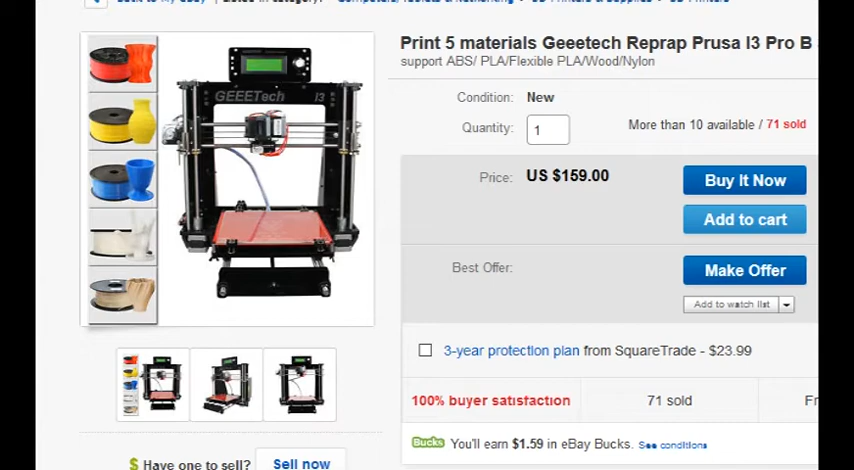 Print 5 materials Geeetech Reprap Prusa I3 Pro B
support ABS/ PLA/Flexible PLA/Wood/Nylon
GEEETech I3
Condition: New
Quantity: 1
More than 10 available / 71 sold
Price: US $159.00
Buy It Now
Add to cart
Best Offer:
Make Offer
Add to watch list
3-year protection plan from SquareTrade - $23.99
100% buyer satisfaction
71 sold
Fr
Bucks You'll earn $1.59 in eBay Bucks. See conditions
$ Have one to sell? Sell now